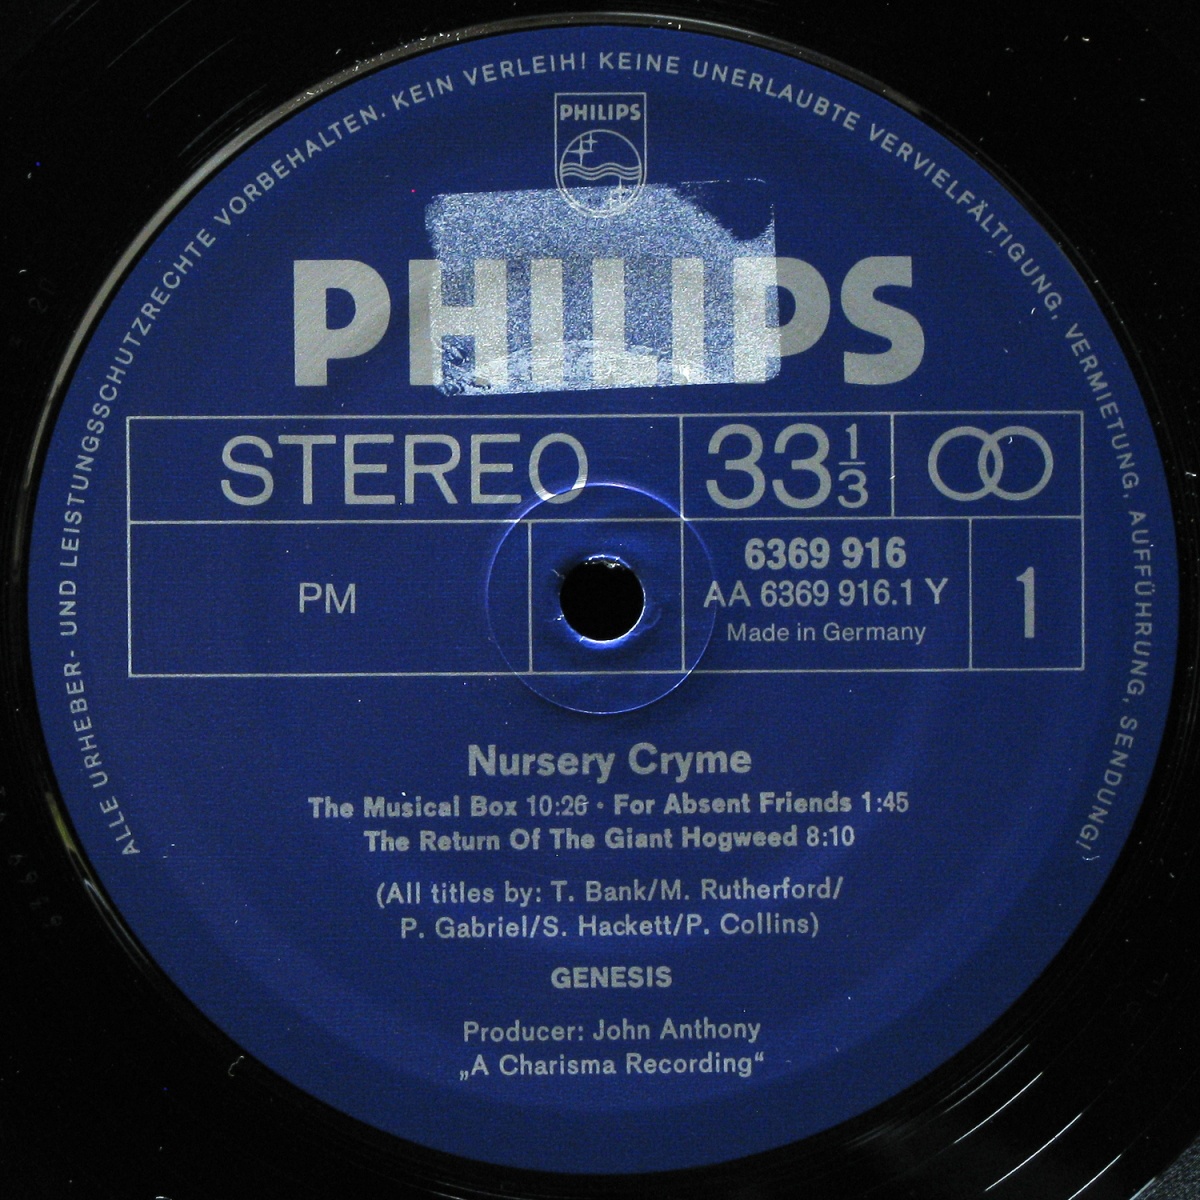 ALLE URHEBER- UND LEISTUNGSSCHUTZRECHTE VORBEHALTEN. KEIN VERLEIH! KEINE UNERLAUBTE VERVIELFÄLTIGUNG, VERMIETUNG, AUFFÜHRUNG, SENDUNG!
PHILIPS
PHILIPS
STEREO 33 1/3
PM
6369 916
AA 6369 916.1 Y
Made in Germany
1
Nursery Cryme
The Musical Box 10:26 · For Absent Friends 1:45
The Return Of The Giant Hogweed 8:10
(All titles by: T. Bank/M. Rutherford/
P. Gabriel/S. Hackett/P. Collins)
GENESIS
Producer: John Anthony
„A Charisma Recording“